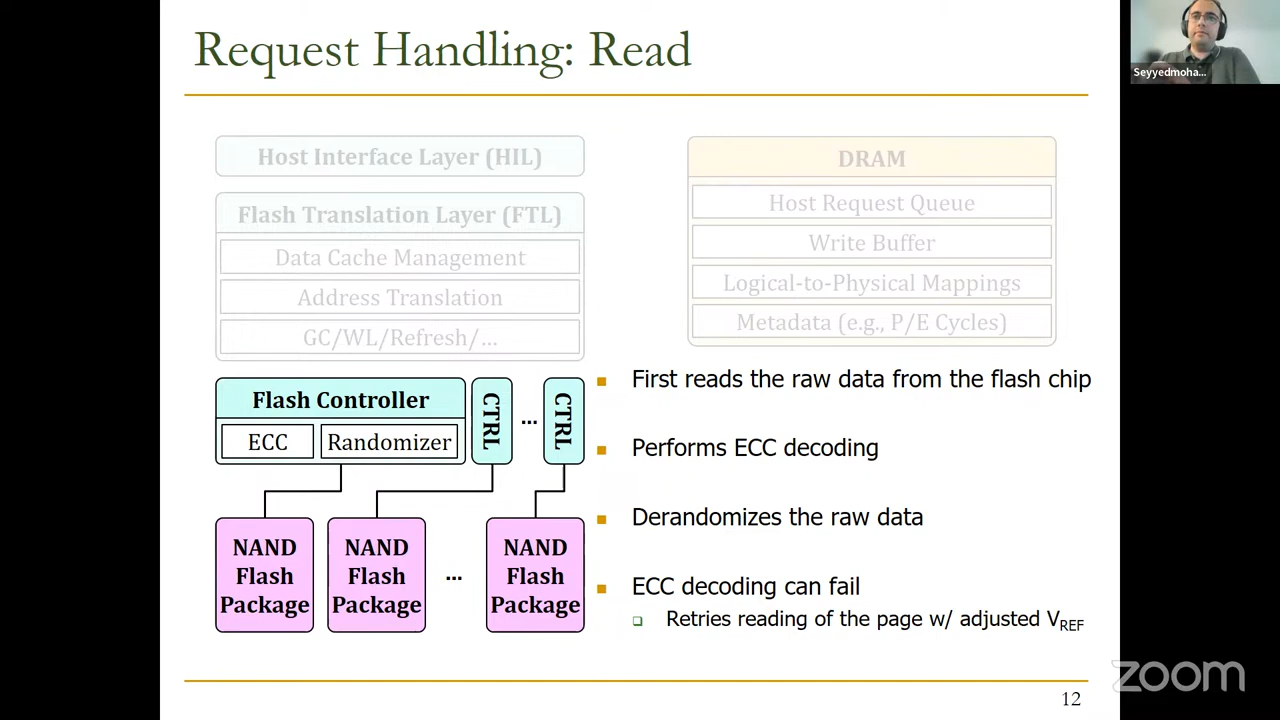 Request Handling: Read
Seyyedmoha...
Host Interface Layer (HIL)
Flash Translation Layer (FTL)
Data Cache Management
Address Translation
GC/WL/Refresh/...
DRAM
Host Request Queue
Write Buffer
Logical-to-Physical Mappings
Metadata (e.g., P/E Cycles)
Flash Controller
ECC
Randomizer
CTRL
...
CTRL
NAND
Flash
Package
NAND
Flash
Package
...
NAND
Flash
Package
First reads the raw data from the flash chip
Performs ECC decoding
Derandomizes the raw data
ECC decoding can fail
Retries reading of the page w/ adjusted VREF
zoom
12